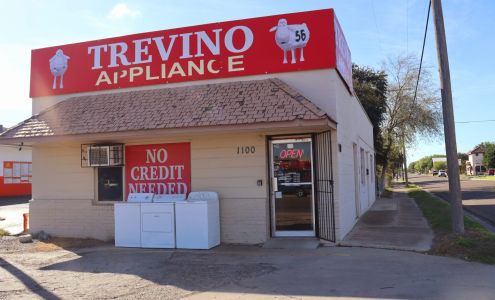 TREVINO
APPLIANCE
56
NO
CREDIT
NEEDED
1100
OPEN